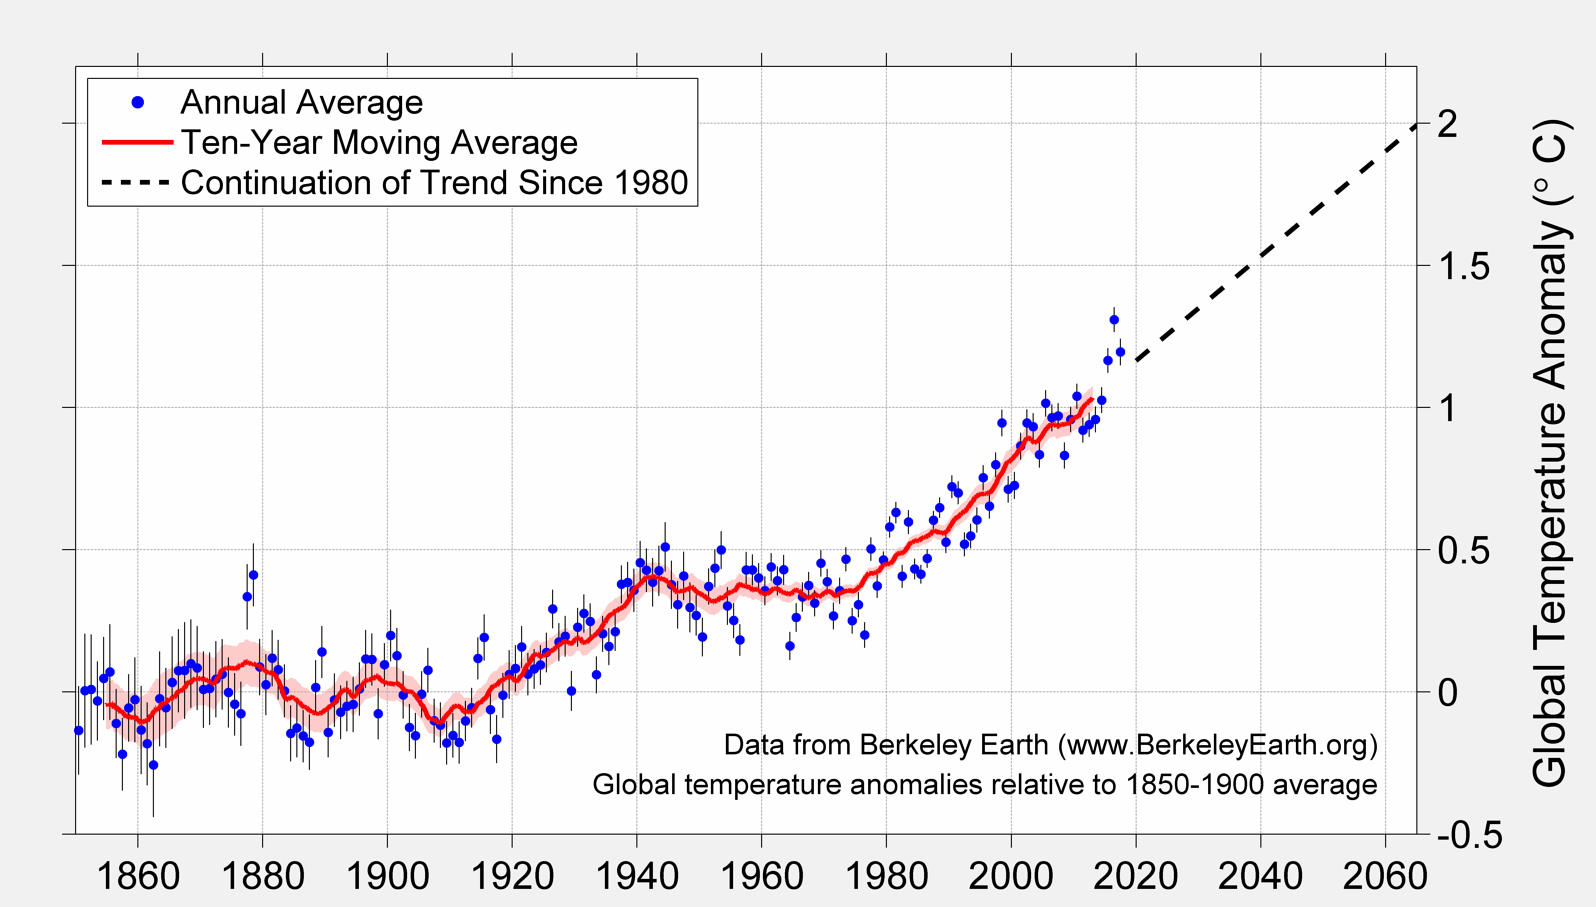 Annual Average
Ten-Year Moving Average
Continuation of Trend Since 1980
2
1.5
1
0.5
0
-0.5
Global Temperature Anomaly (° C)
Data from Berkeley Earth (www.BerkeleyEarth.org)
Global temperature anomalies relative to 1850-1900 average
1860 1880 1900 1920 1940 1960 1980 2000 2020 2040 2060